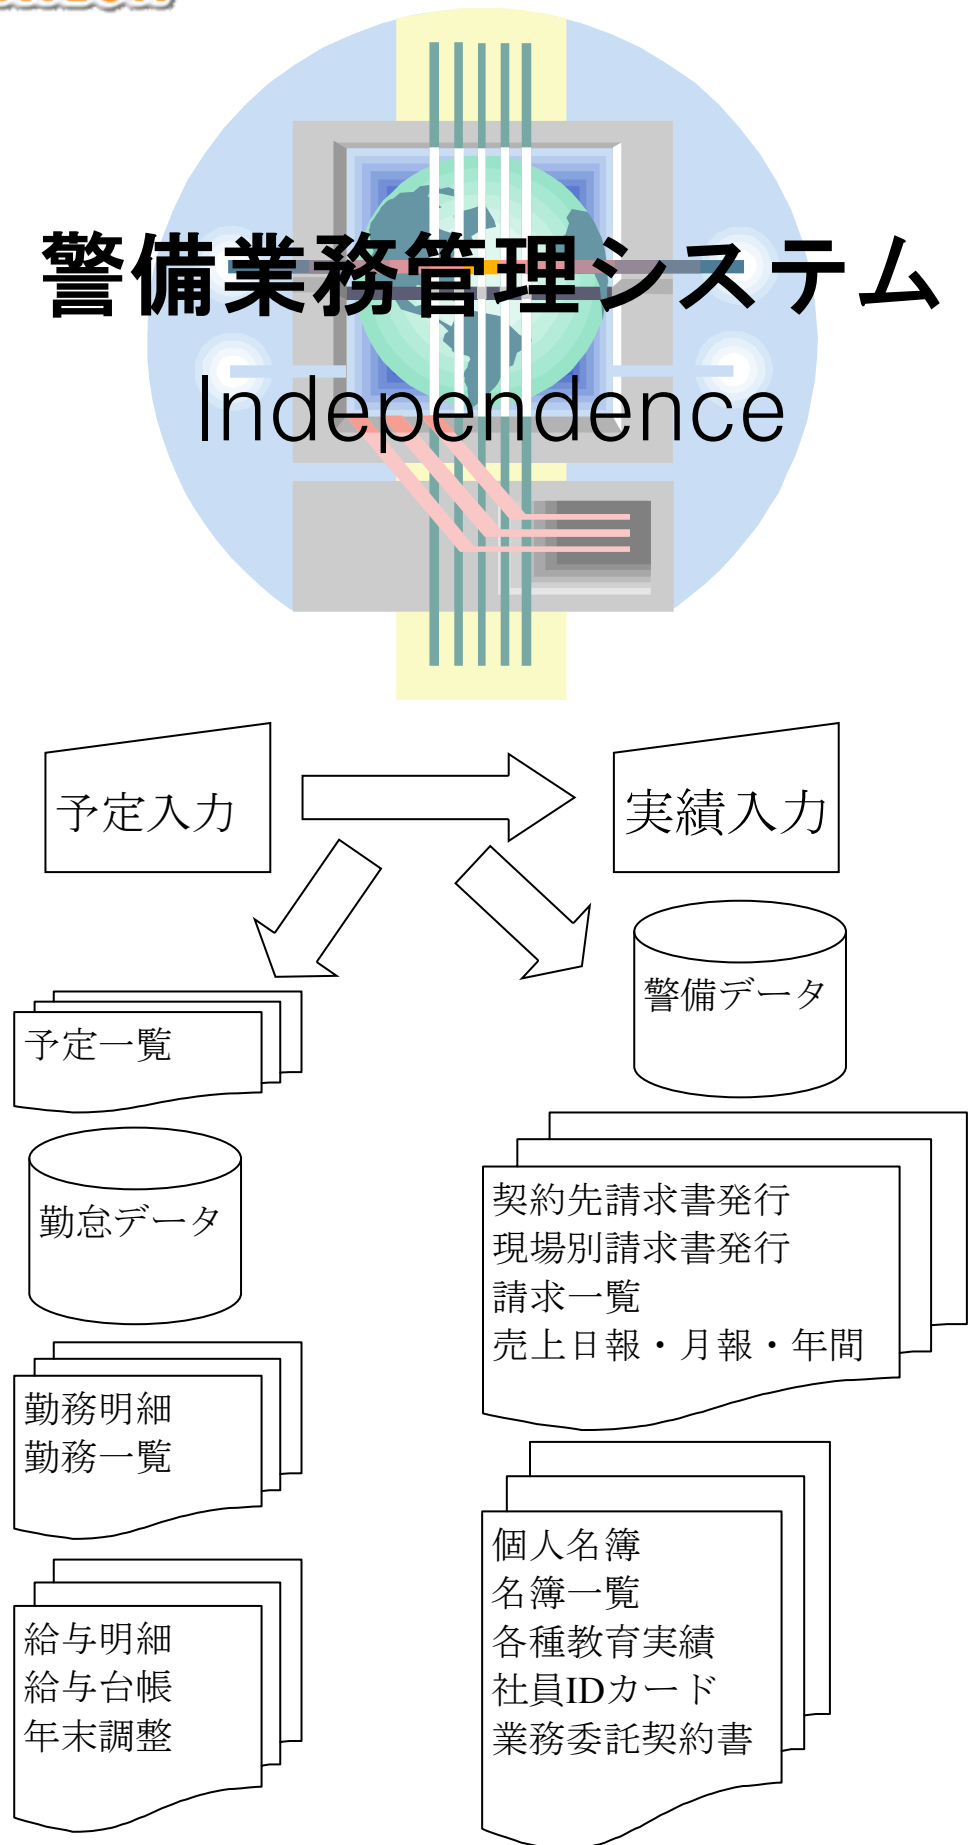 警備業務管理システム
Independence
予定入力
実績入力
予定一覧
警備データ
勤怠データ
契約先請求書発行
現場別請求書発行
請求一覧
売上日報・月報・年間
勤務明細
勤務一覧
個人名簿
名簿一覧
各種教育実績
社員IDカード
業務委託契約書
給与明細
給与台帳
年末調整